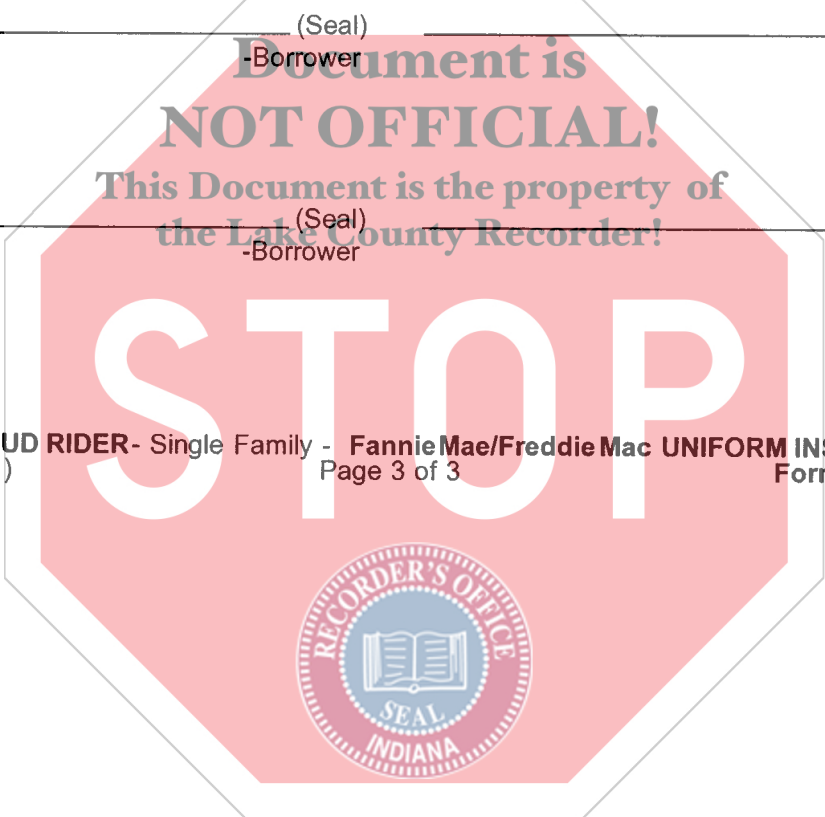 (Seal)
-Borrower
Document is
NOT OFFICIAL!
This Document is the property of
the Lake County Recorder!
(Seal)
-Borrower
STOP
UD RIDER- Single Family - Fannie Mae/Freddie Mac UNIFORM INS
) Page 3 of 3 Form
RECORDER'S OFFICE
SEAL
INDIANA